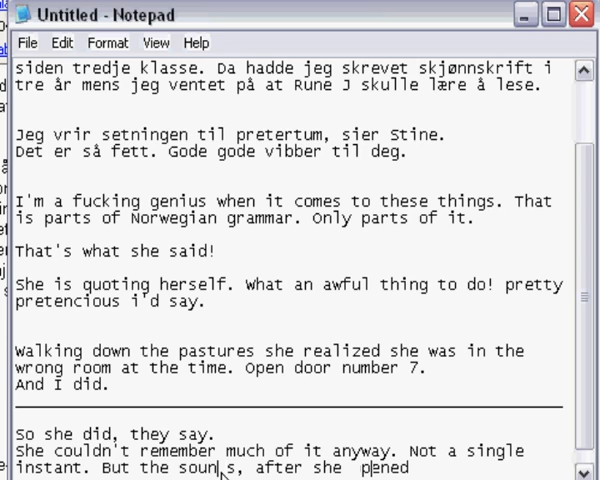 Untitled - Notepad
File Edit Format View Help
siden tredje klasse. Da hadde jeg skrevet skjønnskrift i
tre år mens jeg ventet på at Rune J skulle lære å lese.
Jeg vrir setningen til pretertum, sier Stine.
Det er så fett. Gode gode vibber til deg.
I'm a fucking genius when it comes to these things. That
is parts of Norwegian grammar. Only parts of it.
That's what she said!
She is quoting herself. What an awful thing to do! pretty
pretencious i'd say.
Walking down the pastures she realized she was in the
wrong room at the time. Open door number 7.
And I did.
So she did, they say.
She couldn't remember much of it anyway. Not a single
instant. But the soun s, after she pened